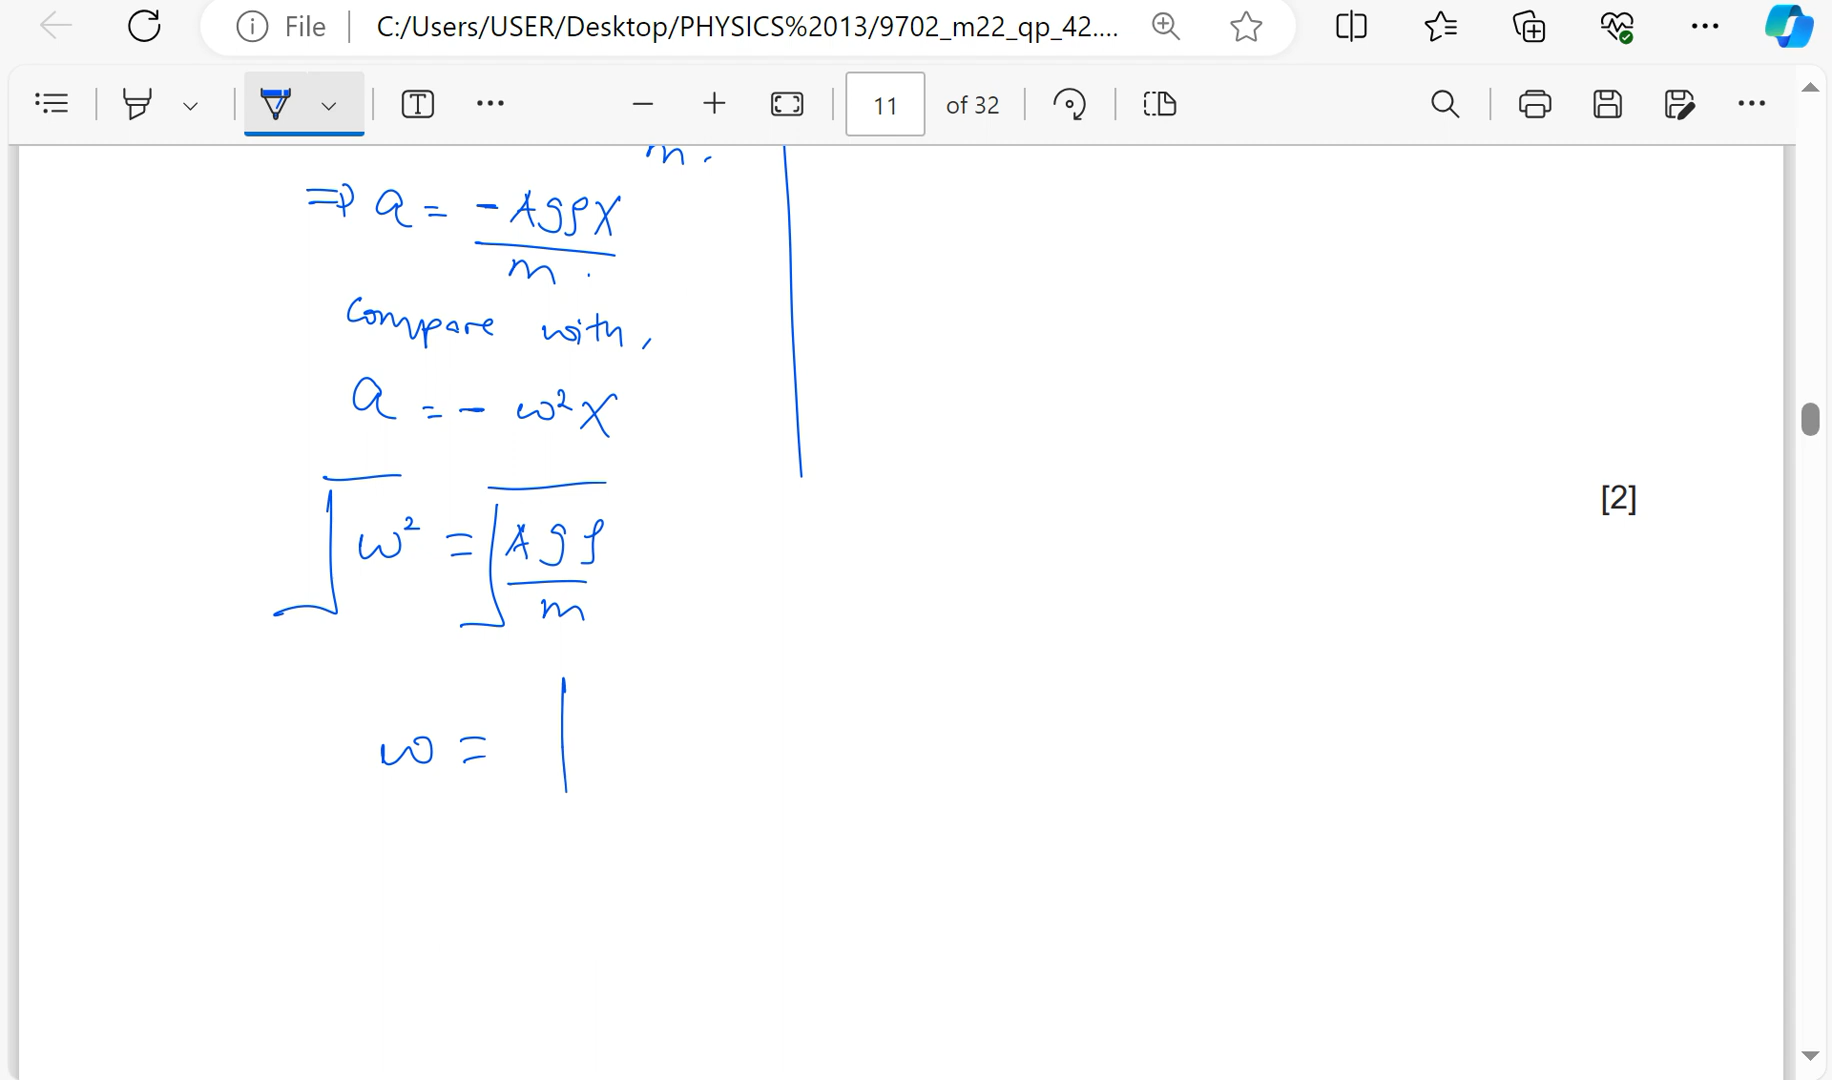 File C:/Users/USER/Desktop/PHYSICS%2013/9702_m22_qp_42....
11 of 32
m.
⇒ a = -Agρx
m.
Compare with,
a = - ω²x
√ω² = √Agρ
m
[2]
ω =